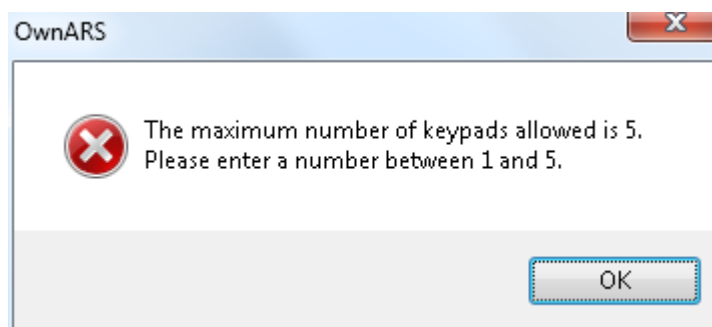 OwnARS
The maximum number of keypads allowed is 5.
Please enter a number between 1 and 5.
OK